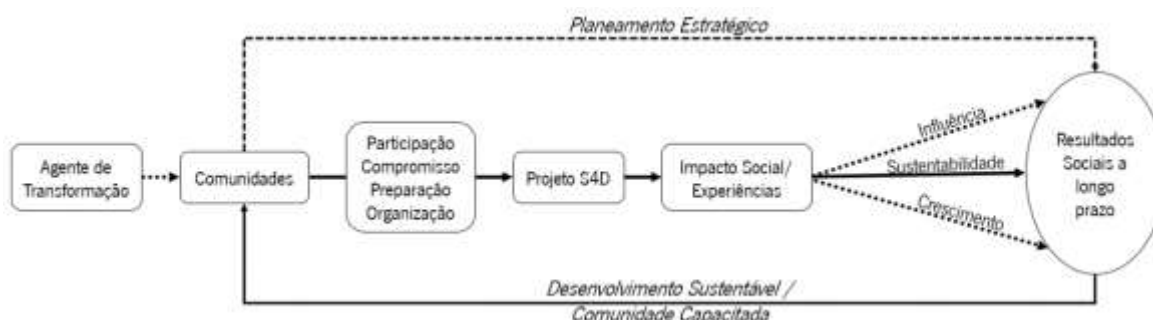 Planeamento Estratégico
Agente de
Transformação
Comunidades
Participação
Compromisso
Preparação
Organização
Projeto S4D
Impacto Social/
Experiências
Influência
Sustentabilidade
Crescimento
Resultados
Sociais a
longo
prazo
Desenvolvimento Sustentável /
Comunidade Capacitada